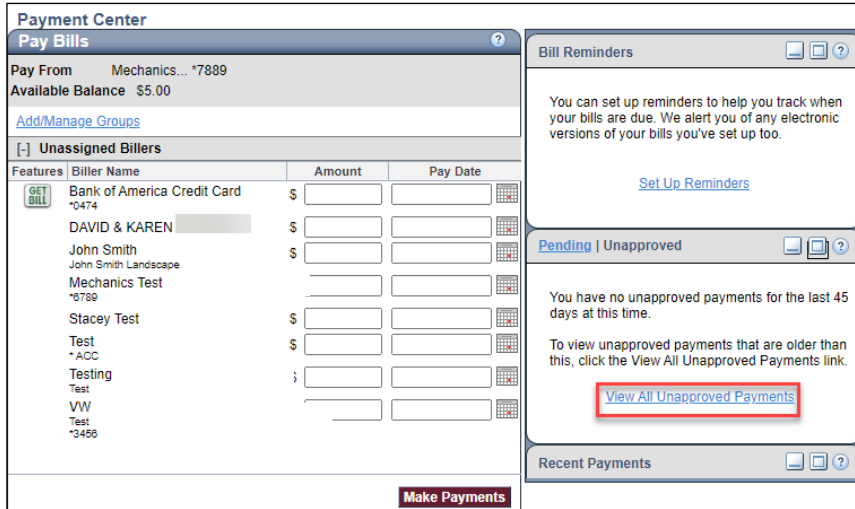 Payment Center
Pay Bills
Pay From Mechanics... *7889
Available Balance $5.00
Add/Manage Groups
[-] Unassigned Billers
Features Biller Name Amount Pay Date
GET BILL
Bank of America Credit Card $
*0474
DAVID & KAREN $
John Smith $
John Smith Landscape
Mechanics Test
*6789
Stacey Test $
Test $
* ACC
Testing
Test
VW
Test
*3456
Make Payments
Bill Reminders
You can set up reminders to help you track when
your bills are due. We alert you of any electronic
versions of your bills you've set up too.
Set Up Reminders
Pending | Unapproved
You have no unapproved payments for the last 45
days at this time.
To view unapproved payments that are older than
this, click the View All Unapproved Payments link.
View All Unapproved Payments
Recent Payments